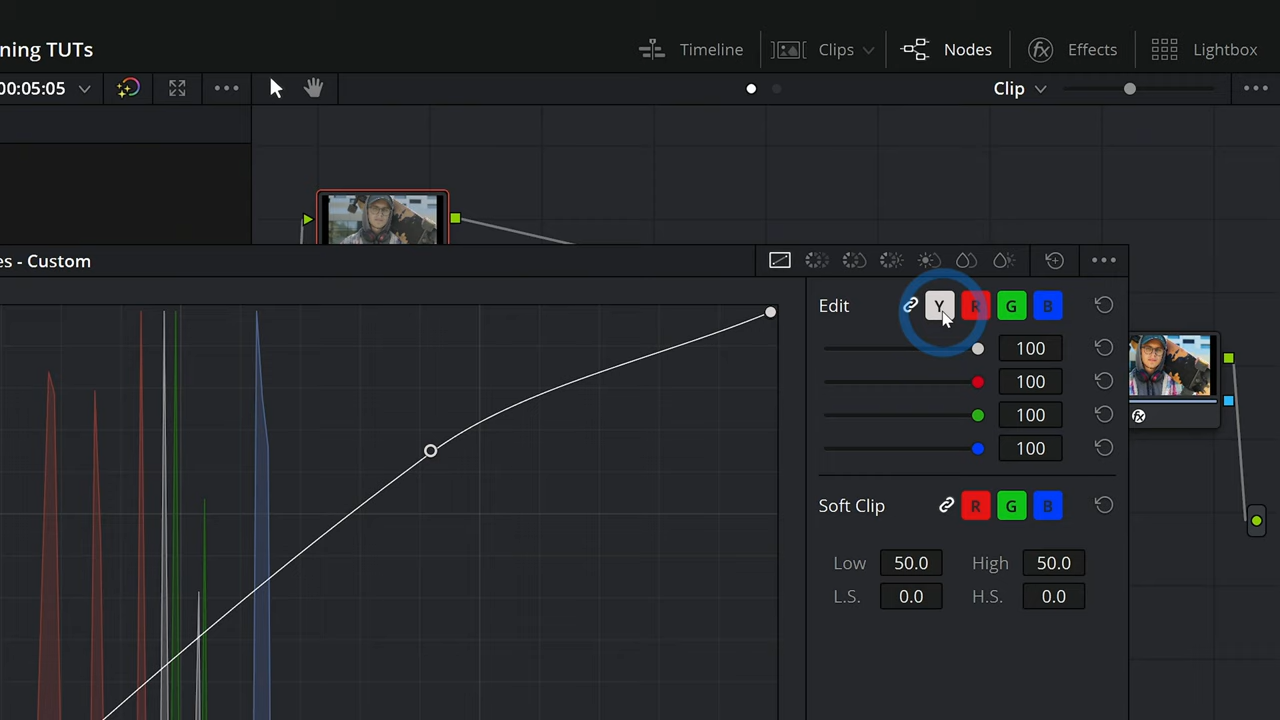 ning TUTs
Timeline Clips Nodes Effects Lightbox
00:05:05 Clip
es - Custom
Edit Y R G B
100
100
100
100
Soft Clip R G B
Low 50.0 High 50.0
L.S. 0.0 H.S. 0.0
fx